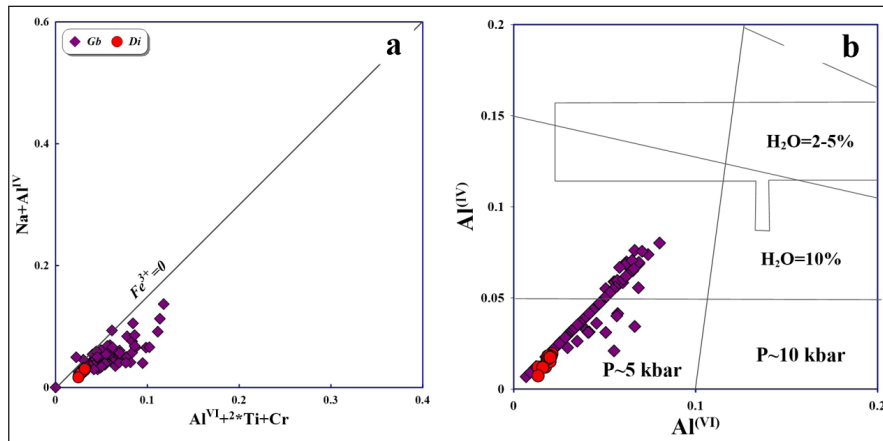 a
Gb Di
0.6
0.4
0.2
0
Na+Al^IV
Fe³⁺=0
0 0.1 0.2 0.3 0.4
Al^VI+²*Ti+Cr
b
0.2
0.15
0.1
0.05
0
Al^(IV)
H₂O=2-5%
H₂O=10%
P~5 kbar
P~10 kbar
0 0.1 0.2
Al^(VI)